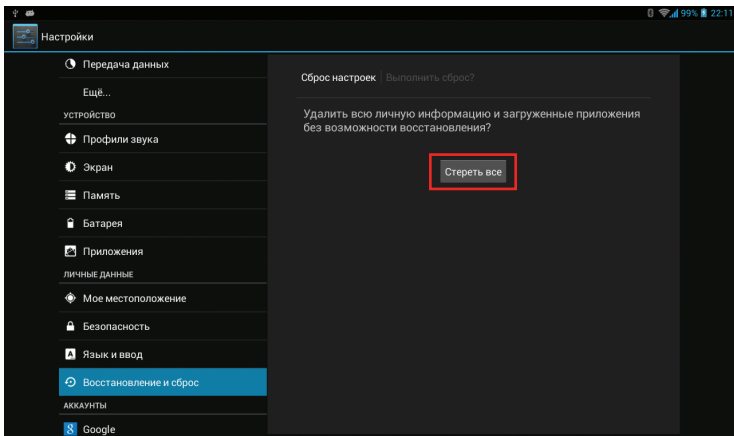 99% 22:11
Настройки
Передача данных
Ещё...
УСТРОЙСТВО
Профили звука
Экран
Память
Батарея
Приложения
ЛИЧНЫЕ ДАННЫЕ
Мое местоположение
Безопасность
Язык и ввод
Восстановление и сброс
АККАУНТЫ
Google
Сброс настроек Выполнить сброс?
Удалить всю личную информацию и загруженные приложения
без возможности восстановления?
Стереть все